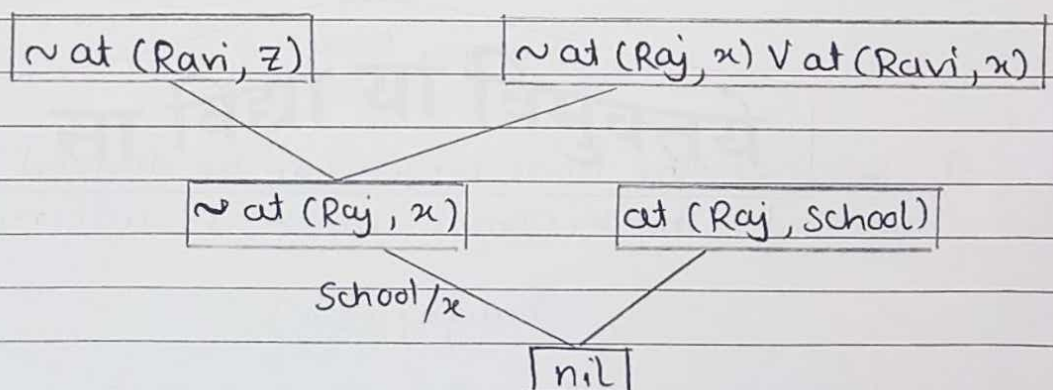 ~ at (Ravi, z) ~ at (Raj, x) V at (Ravi, x)
~ at (Raj, x) at (Raj, School)
School/x
nil